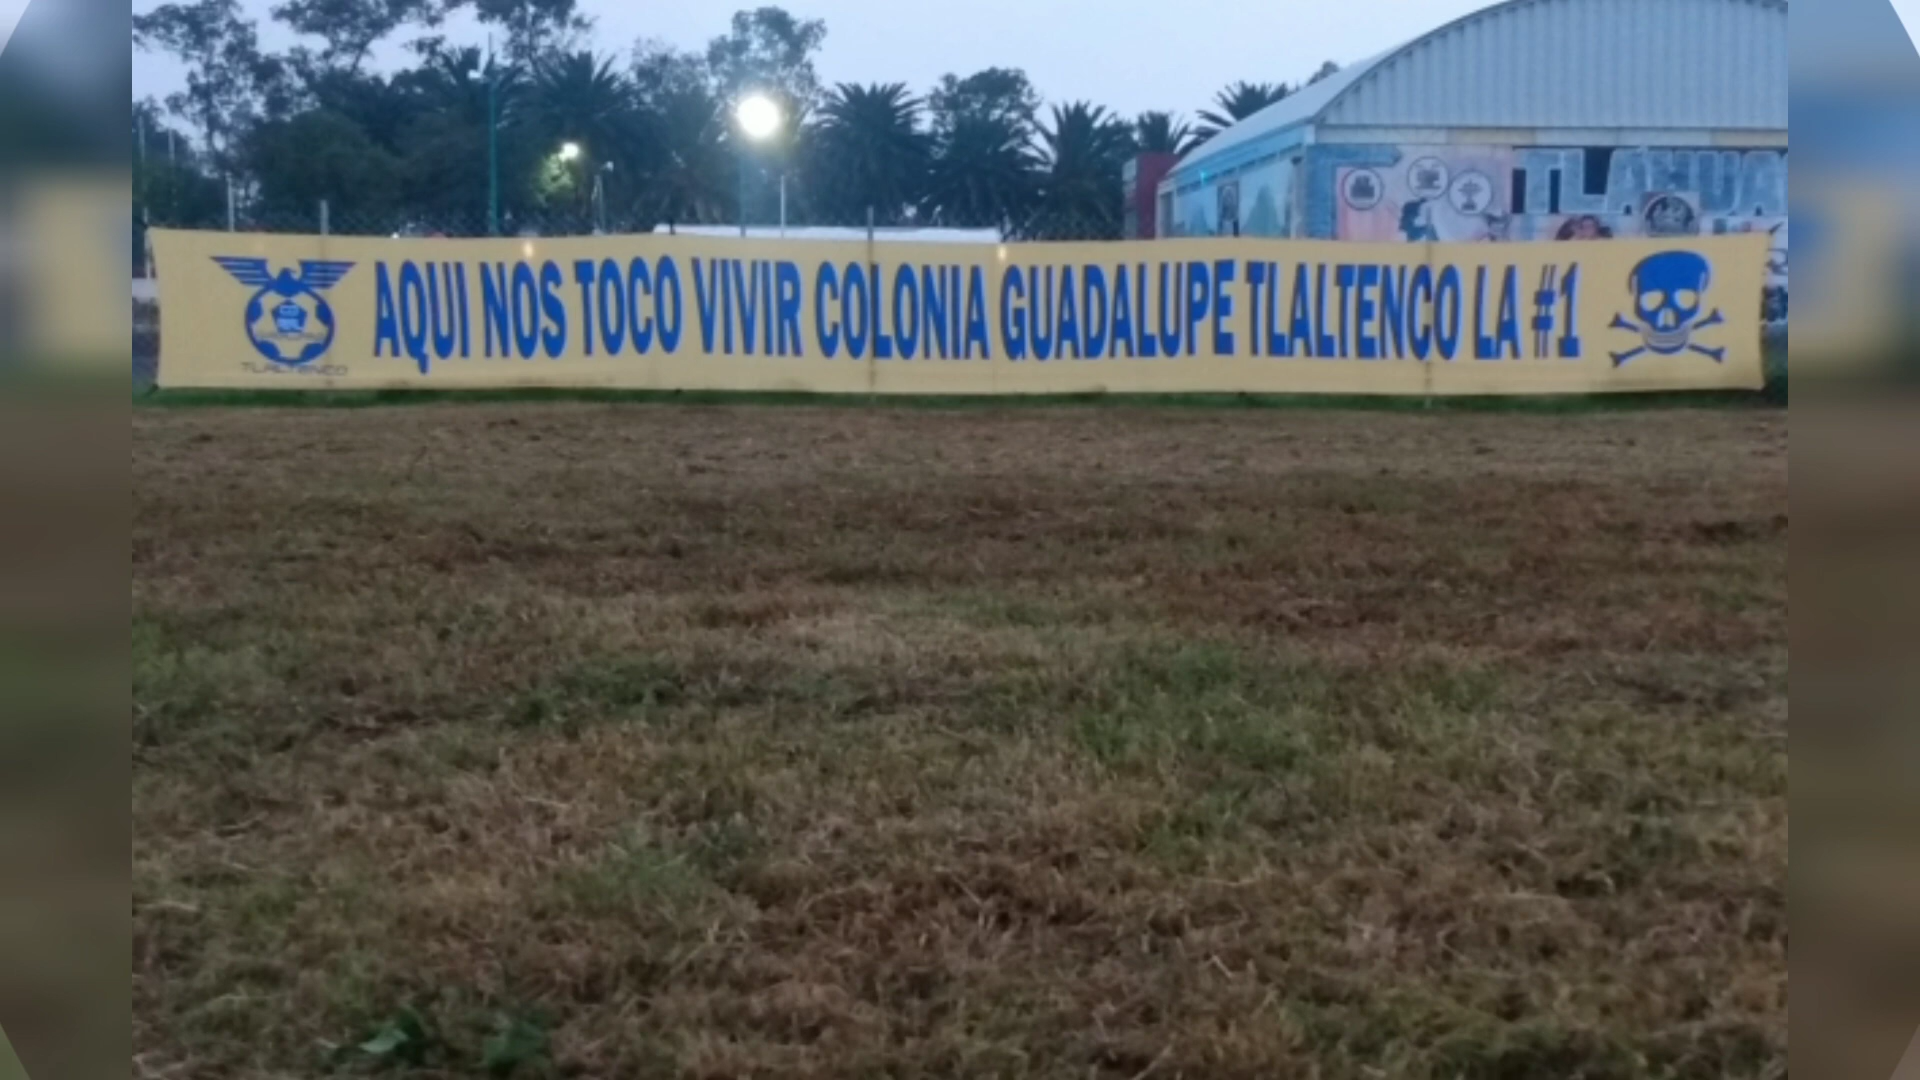 AQUI NOS TOCO VIVIR COLONIA GUADALUPE TLALTENCO LA #1
TLALTENCO